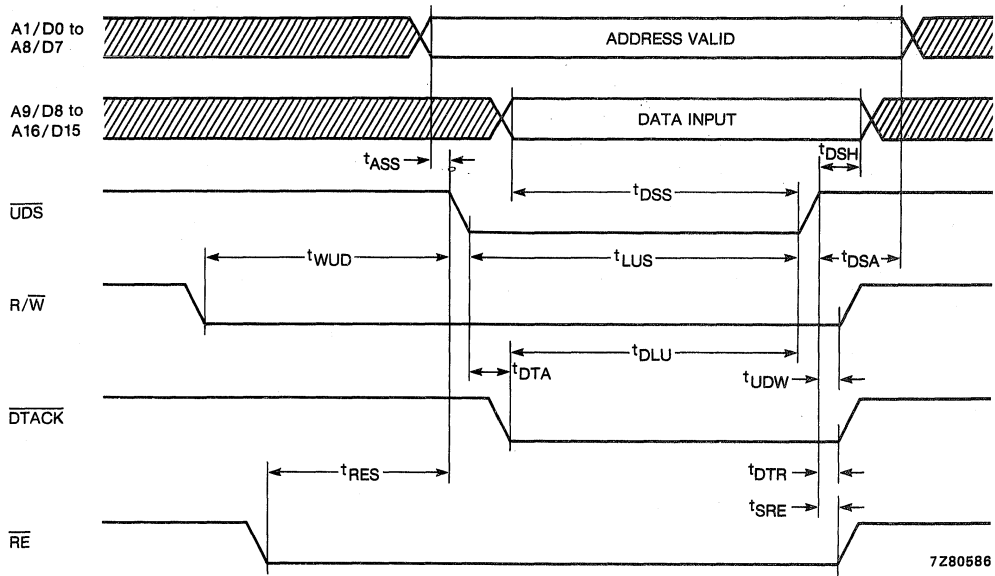 A1/D0 to
A8/D7
ADDRESS VALID
A9/D8 to
A16/D15
DATA INPUT
tASS
tDSH
tDSS
UDS
tWUD
tLUS
tDSA
R/W
tDLU
tDTA
tUDW
DTACK
tRES
tDTR
tSRE
RE
7Z80586